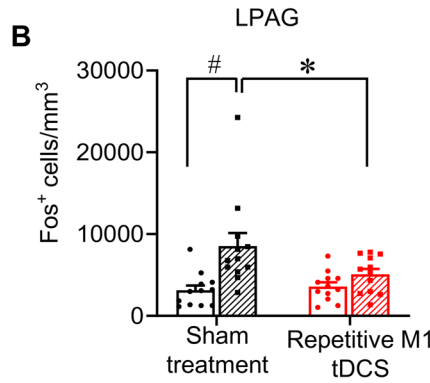 LPAG
B
# *
Fos⁺ cells/mm³
30000
20000
10000
0
Sham
treatment
Repetitive M1
tDCS